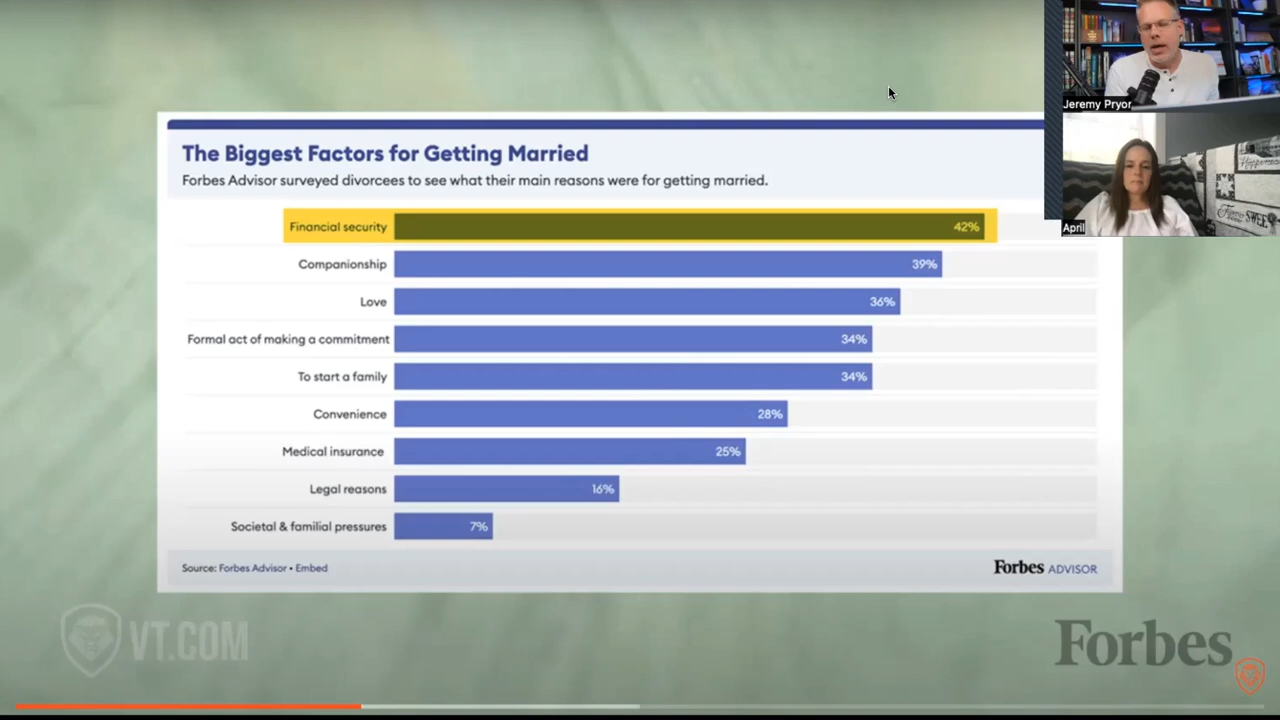 The Biggest Factors for Getting Married
Forbes Advisor surveyed divorcees to see what their main reasons were for getting married.
Financial security 42%
Companionship 39%
Love 36%
Formal act of making a commitment 34%
To start a family 34%
Convenience 28%
Medical insurance 25%
Legal reasons 16%
Societal & familial pressures 7%
Source: Forbes Advisor • Embed
Forbes ADVISOR
VT.COM
Forbes
Jeremy Pryor
April